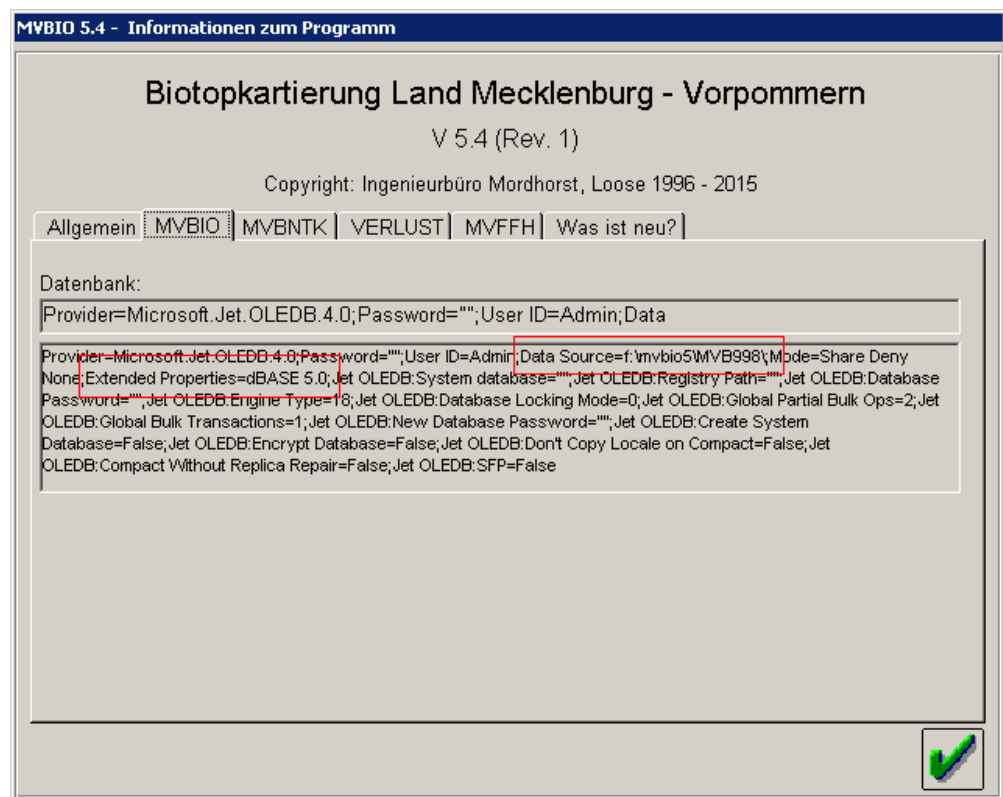 MVBIO 5.4 - Informationen zum Programm
Biotopkartierung Land Mecklenburg - Vorpommern
V 5.4 (Rev. 1)
Copyright: Ingenieurbüro Mordhorst, Loose 1996 - 2015
Allgemein MVBIO MVBNTK VERLUST MVFFH Was ist neu?
Datenbank:
Provider=Microsoft.Jet.OLEDB.4.0;Password="";User ID=Admin;Data
Provider=Microsoft.Jet.OLEDB.4.0;Password="";User ID=Admin;Data Source=f:\mvbio5\MVB998\;Mode=Share Deny
None;Extended Properties=dBASE 5.0;Jet OLEDB:System database="";Jet OLEDB:Registry Path="";Jet OLEDB:Database
Password="";Jet OLEDB:Engine Type=18;Jet OLEDB:Database Locking Mode=0;Jet OLEDB:Global Partial Bulk Ops=2;Jet
OLEDB:Global Bulk Transactions=1;Jet OLEDB:New Database Password="";Jet OLEDB:Create System
Database=False;Jet OLEDB:Encrypt Database=False;Jet OLEDB:Don't Copy Locale on Compact=False;Jet
OLEDB:Compact Without Replica Repair=False;Jet OLEDB:SFP=False